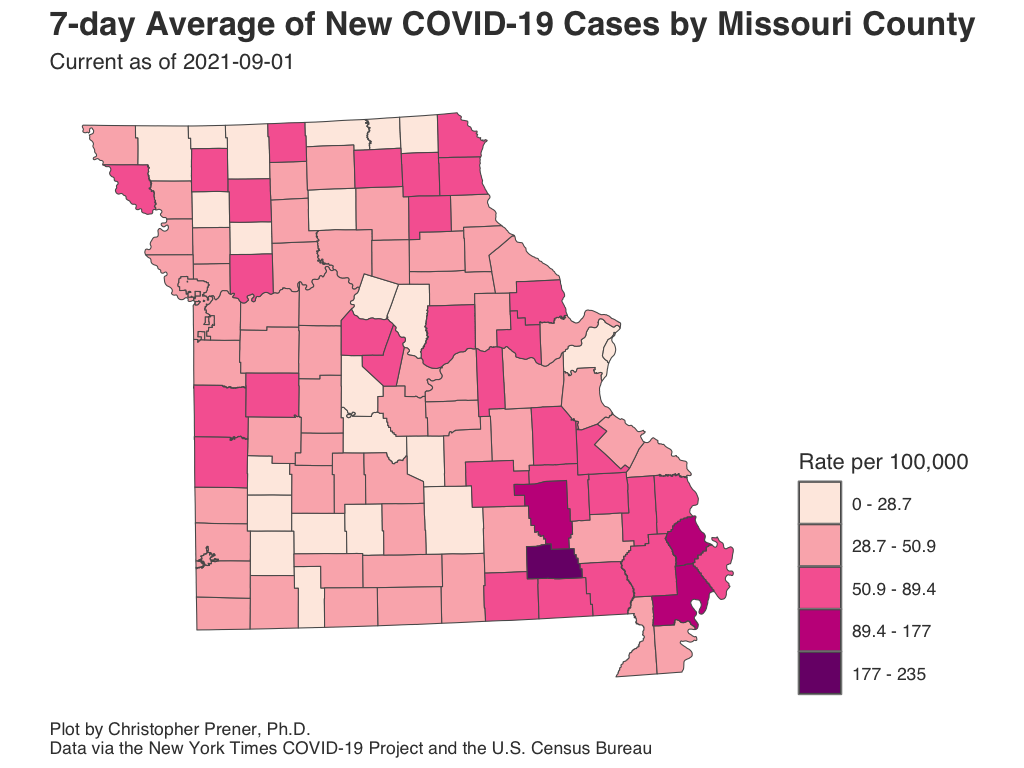 7-day Average of New COVID-19 Cases by Missouri County
Current as of 2021-09-01
Rate per 100,000
0 - 28.7
28.7 - 50.9
50.9 - 89.4
89.4 - 177
177 - 235
Plot by Christopher Prener, Ph.D.
Data via the New York Times COVID-19 Project and the U.S. Census Bureau